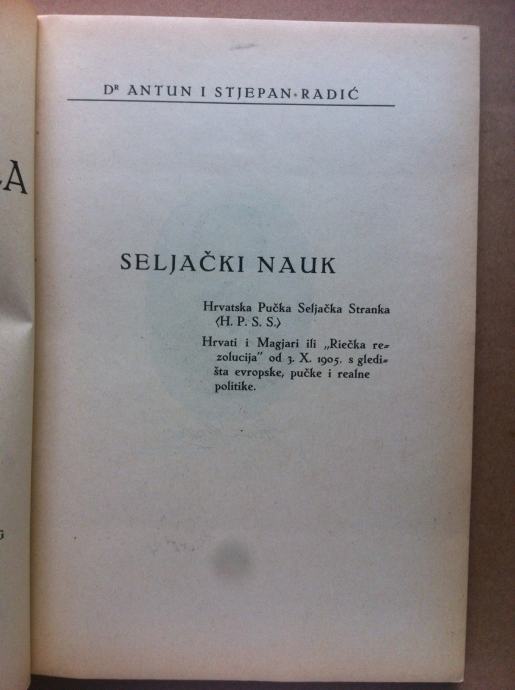 Dʳ ANTUN I STJEPAN RADIĆ
SELJAČKI NAUK
Hrvatska Pučka Seljačka Stranka
(H. P. S. S.)
Hrvati i Magjari ili „Riečka re-
zolucija" od 3. X. 1905. s gledi-
šta evropske, pučke i realne
politike.